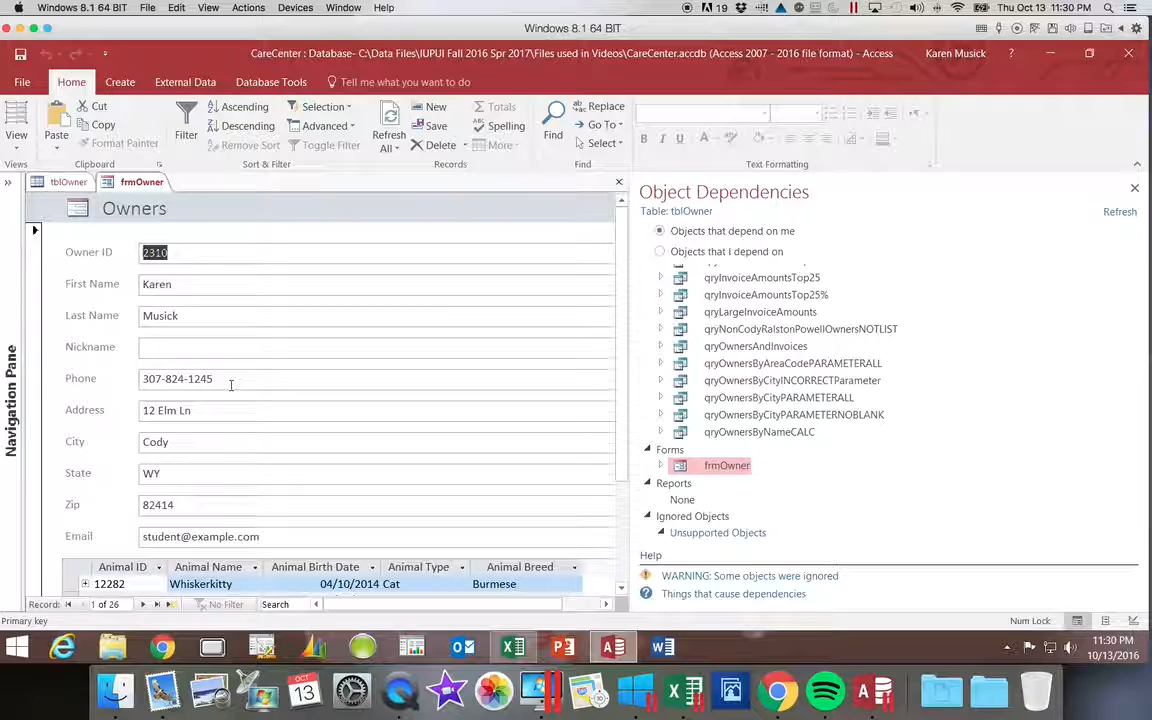 Windows 8.1 64 BIT File Edit View Actions Devices Window Help 19 Thu Oct 13 11:30 PM
Windows 8.1 64 BIT
CareCenter : Database- C:\Data Files\IUPUI Fall 2016 Spr 2017\Files used in Videos\CareCenter.accdb (Access 2007 - 2016 file format) - Access Karen Musick ?
File Home Create External Data Database Tools Tell me what you want to do
Cut Ascending Selection New Totals Replace
Copy Descending Advanced Save Spelling Go To
View Paste Format Painter Filter Remove Sort Toggle Filter Refresh All Delete More Find Select B I U A
Views Clipboard Sort & Filter Records Find Text Formatting
tblOwner frmOwner
Navigation Pane
Owners
Owner ID 2310
First Name Karen
Last Name Musick
Nickname
Phone 307-824-1245
Address 12 Elm Ln
City Cody
State WY
Zip 82414
Email student@example.com
Animal ID Animal Name Animal Birth Date Animal Type Animal Breed
12282 Whiskerkitty 04/10/2014 Cat Burmese
Record: 1 of 26 No Filter Search
Object Dependencies
Table: tblOwner Refresh
Objects that depend on me
Objects that I depend on
qryInvoiceAmountsTop25
qryInvoiceAmountsTop25%
qryLargeInvoiceAmounts
qryNonCodyRalstonPowellOwnersNOTLIST
qryOwnersAndInvoices
qryOwnersByAreaCodePARAMETERALL
qryOwnersByCityINCORRECTParameter
qryOwnersByCityPARAMETERALL
qryOwnersByCityPARAMETERNOBLANK
qryOwnersByNameCALC
Forms
frmOwner
Reports
None
Ignored Objects
Unsupported Objects
Help
WARNING: Some objects were ignored
Things that cause dependencies
Primary key Num Lock
11:30 PM
10/13/2016
OCT
13